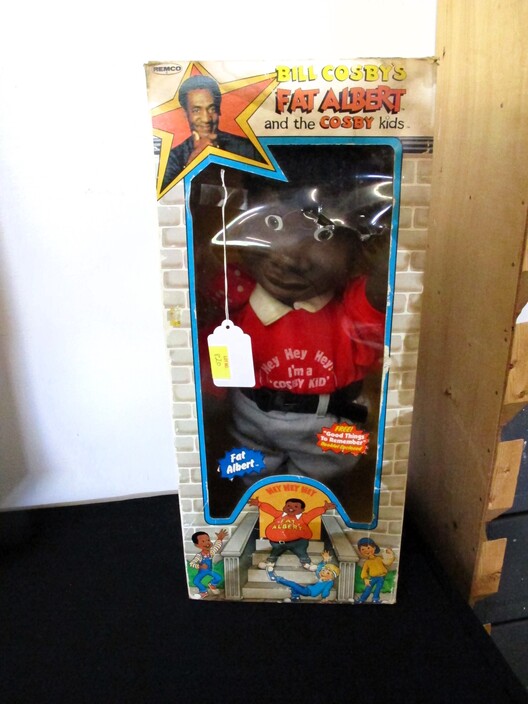 REMCO
BILL COSBY'S
FAT ALBERT
and the COSBY kids
Hey Hey Hey!
I'm a
'COSBY KID'
FREE!
"Good Things
To Remember"
Fat
Albert
HEY HEY HEY
FAT
ALBERT